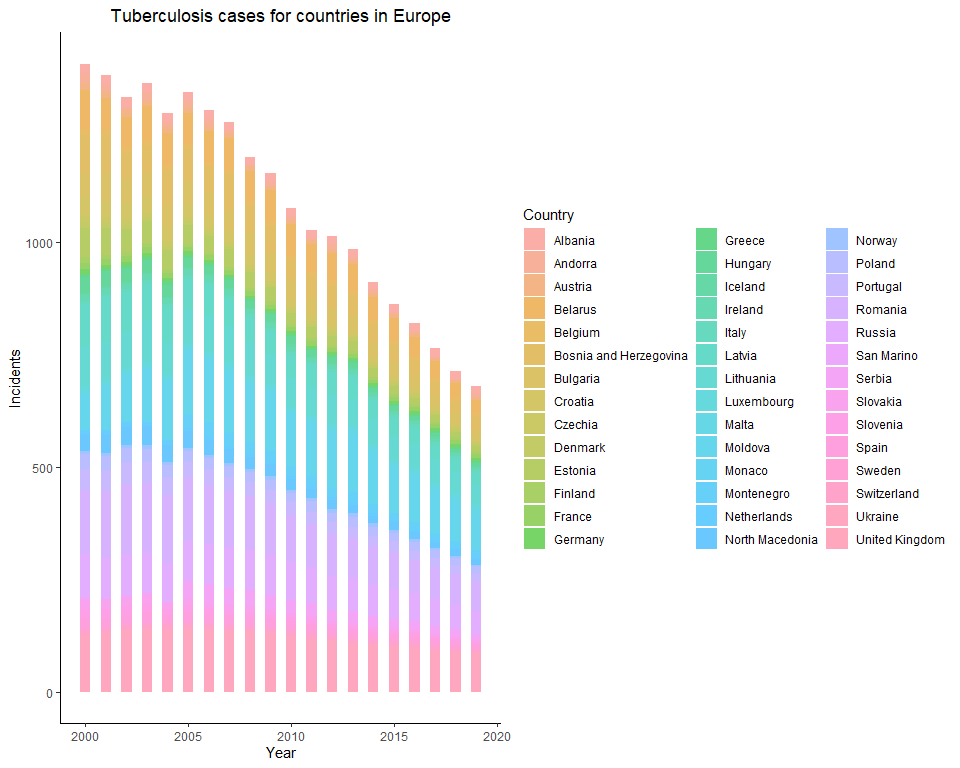 Tuberculosis cases for countries in Europe
Incidents
1000
500
0
2000
2005
2010
2015
2020
Year
Country
Albania
Andorra
Austria
Belarus
Belgium
Bosnia and Herzegovina
Bulgaria
Croatia
Czechia
Denmark
Estonia
Finland
France
Germany
Greece
Hungary
Iceland
Ireland
Italy
Latvia
Lithuania
Luxembourg
Malta
Moldova
Monaco
Montenegro
Netherlands
North Macedonia
Norway
Poland
Portugal
Romania
Russia
San Marino
Serbia
Slovakia
Slovenia
Spain
Sweden
Switzerland
Ukraine
United Kingdom